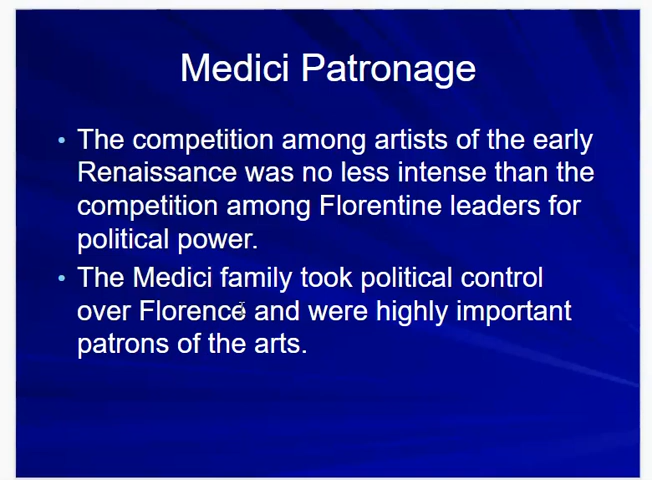 Medici Patronage
• The competition among artists of the early
Renaissance was no less intense than the
competition among Florentine leaders for
political power.
• The Medici family took political control
over Florence and were highly important
patrons of the arts.